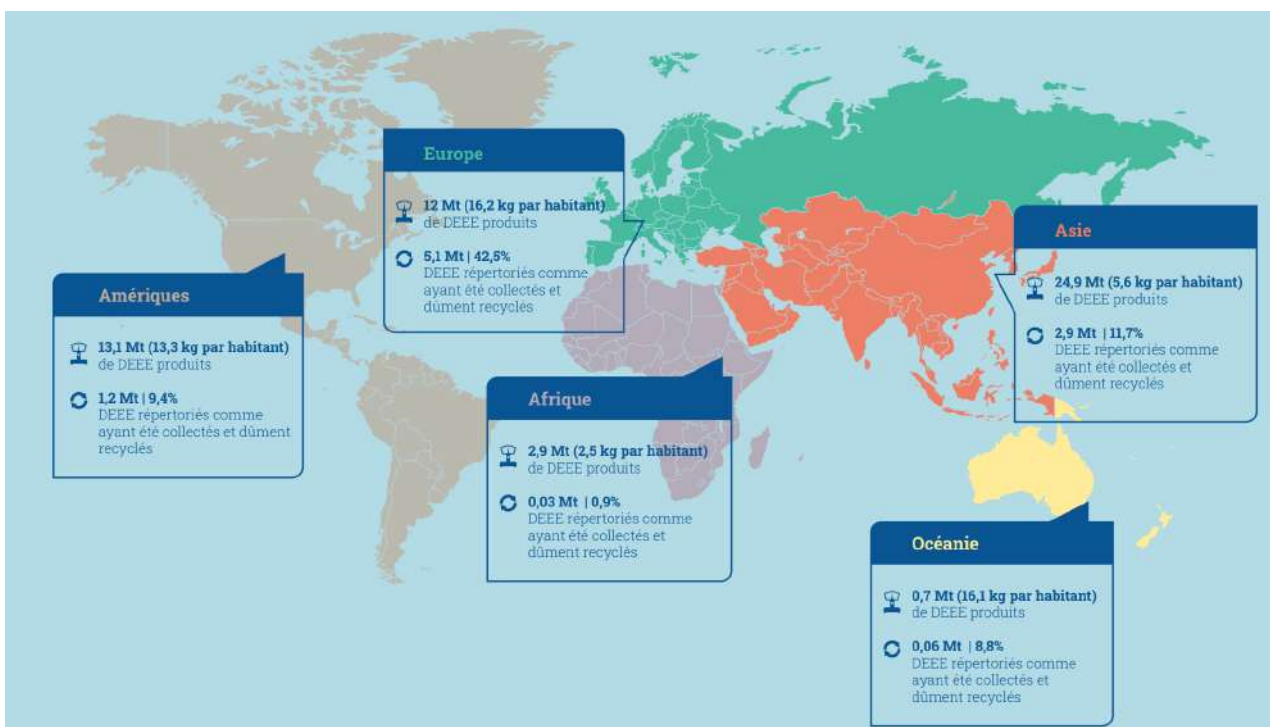 Europe
12 Mt (16,2 kg par habitant)
de DEEE produits
5,1 Mt | 42,5%
DEEE répertoriés comme
ayant été collectés et
dûment recyclés
Asie
24,9 Mt (5,6 kg par habitant)
de DEEE produits
2,9 Mt | 11,7%
DEEE répertoriés comme
ayant été collectés et
dûment recyclés
Amériques
13,1 Mt (13,3 kg par habitant)
de DEEE produits
1,2 Mt | 9,4%
DEEE répertoriés comme
ayant été collectés et dûment
recyclés
Afrique
2,9 Mt (2,5 kg par habitant)
de DEEE produits
0,03 Mt | 0,9%
DEEE répertoriés comme
ayant été collectés et
dûment recyclés
Océanie
0,7 Mt (16,1 kg par habitant)
de DEEE produits
0,06 Mt | 8,8%
DEEE répertoriés comme
ayant été collectés et
dûment recyclés